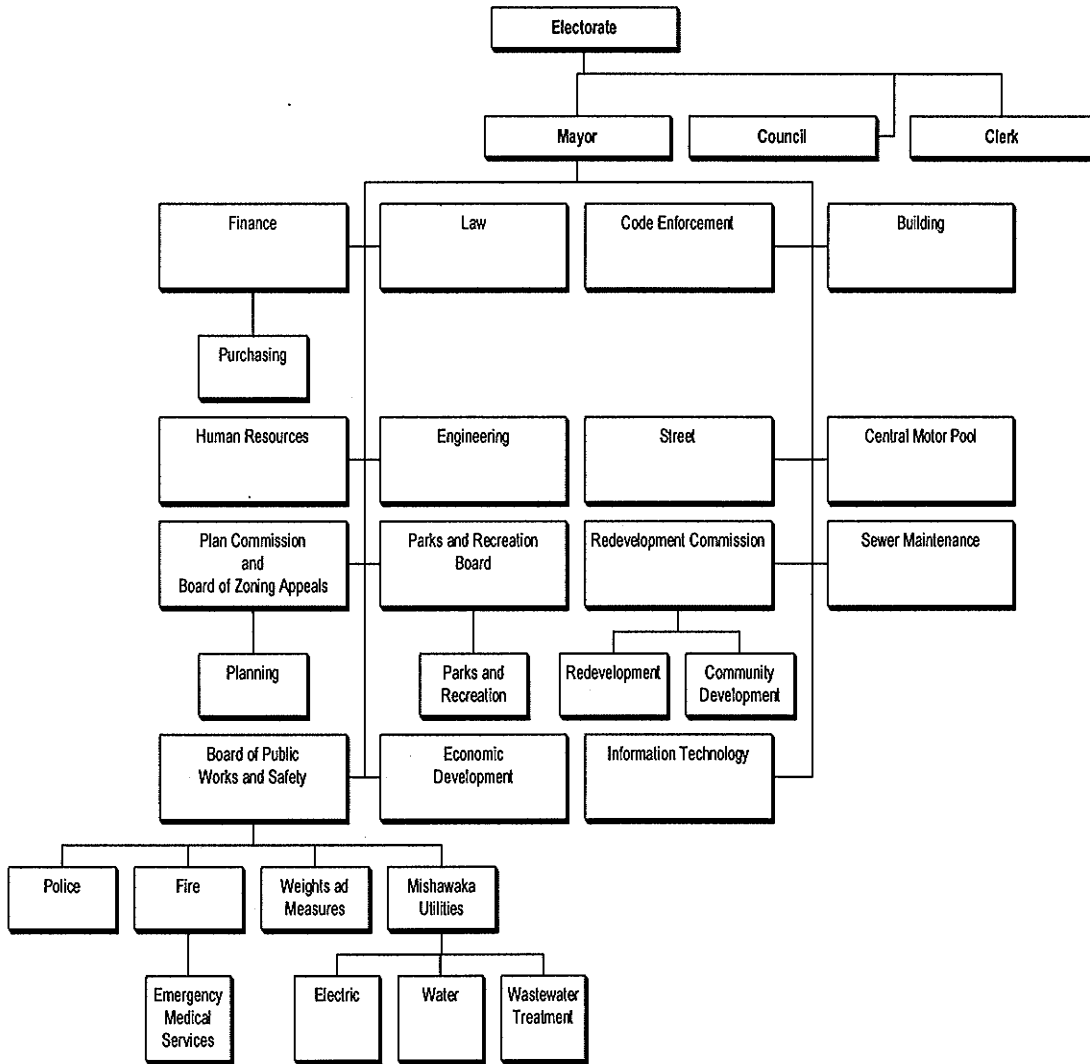 Electorate
Mayor
Council
Clerk
Finance
Law
Code Enforcement
Building
Purchasing
Human Resources
Engineering
Street
Central Motor Pool
Plan Commission
and
Board of Zoning Appeals
Parks and Recreation
Board
Redevelopment Commission
Sewer Maintenance
Planning
Parks and
Recreation
Redevelopment
Community
Development
Board of Public
Works and Safety
Economic
Development
Information Technology
Police
Fire
Weights ad
Measures
Mishawaka
Utilities
Emergency
Medical
Services
Electric
Water
Wastewater
Treatment